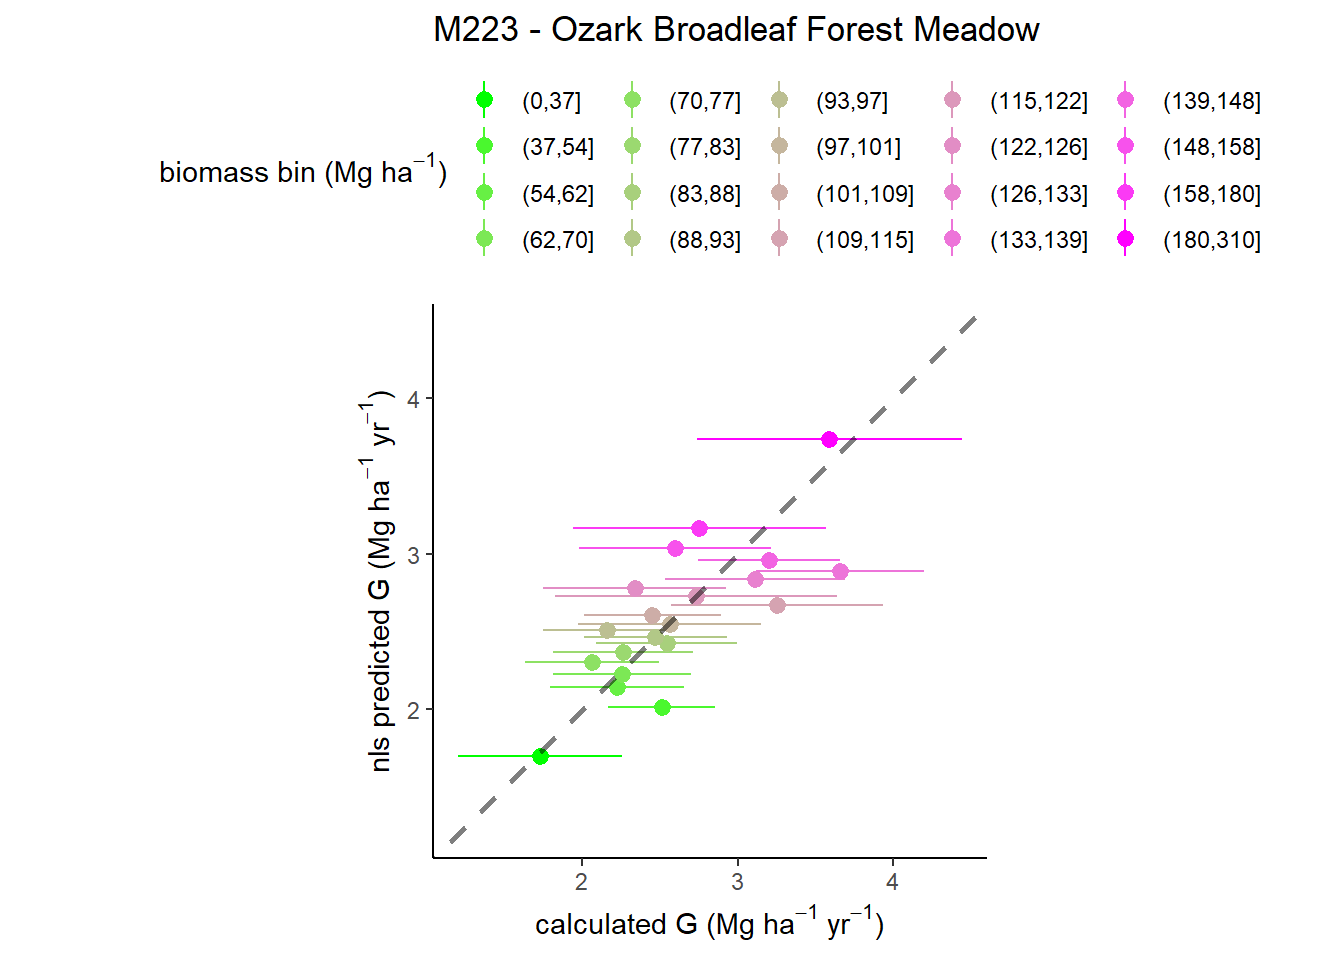 M223 - Ozark Broadleaf Forest Meadow
biomass bin (Mg ha⁻¹)
(0,37] (70,77] (93,97] (115,122] (139,148]
(37,54] (77,83] (97,101] (122,126] (148,158]
(54,62] (83,88] (101,109] (126,133] (158,180]
(62,70] (88,93] (109,115] (133,139] (180,310]
nls predicted G (Mg ha⁻¹ yr⁻¹)
4
3
2
2 3 4
calculated G (Mg ha⁻¹ yr⁻¹)